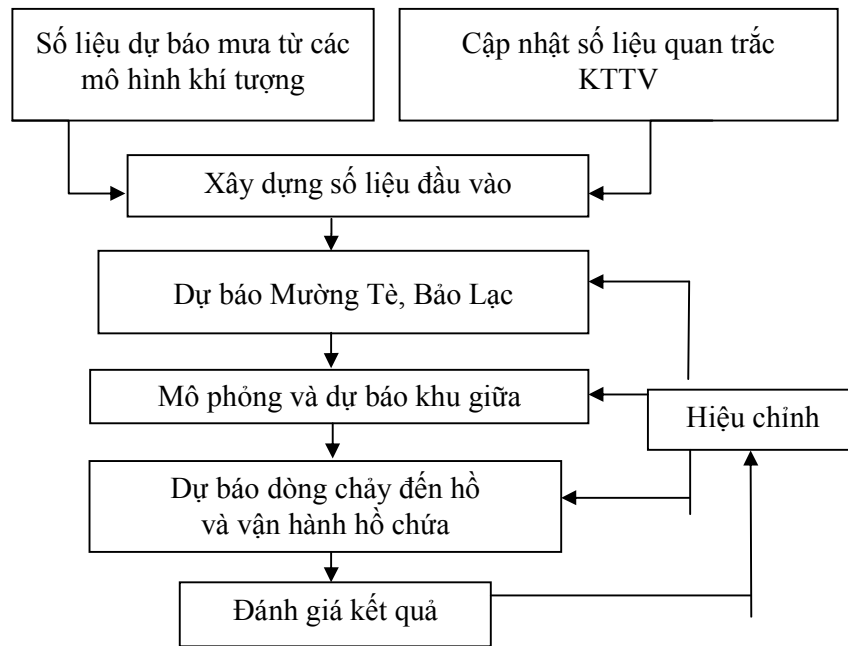 Số liệu dự báo mưa từ các
mô hình khí tượng
Cập nhật số liệu quan trắc
KTTV
Xây dựng số liệu đầu vào
Dự báo Mường Tè, Bảo Lạc
Mô phỏng và dự báo khu giữa
Hiệu chỉnh
Dự báo dòng chảy đến hồ
và vận hành hồ chứa
Đánh giá kết quả